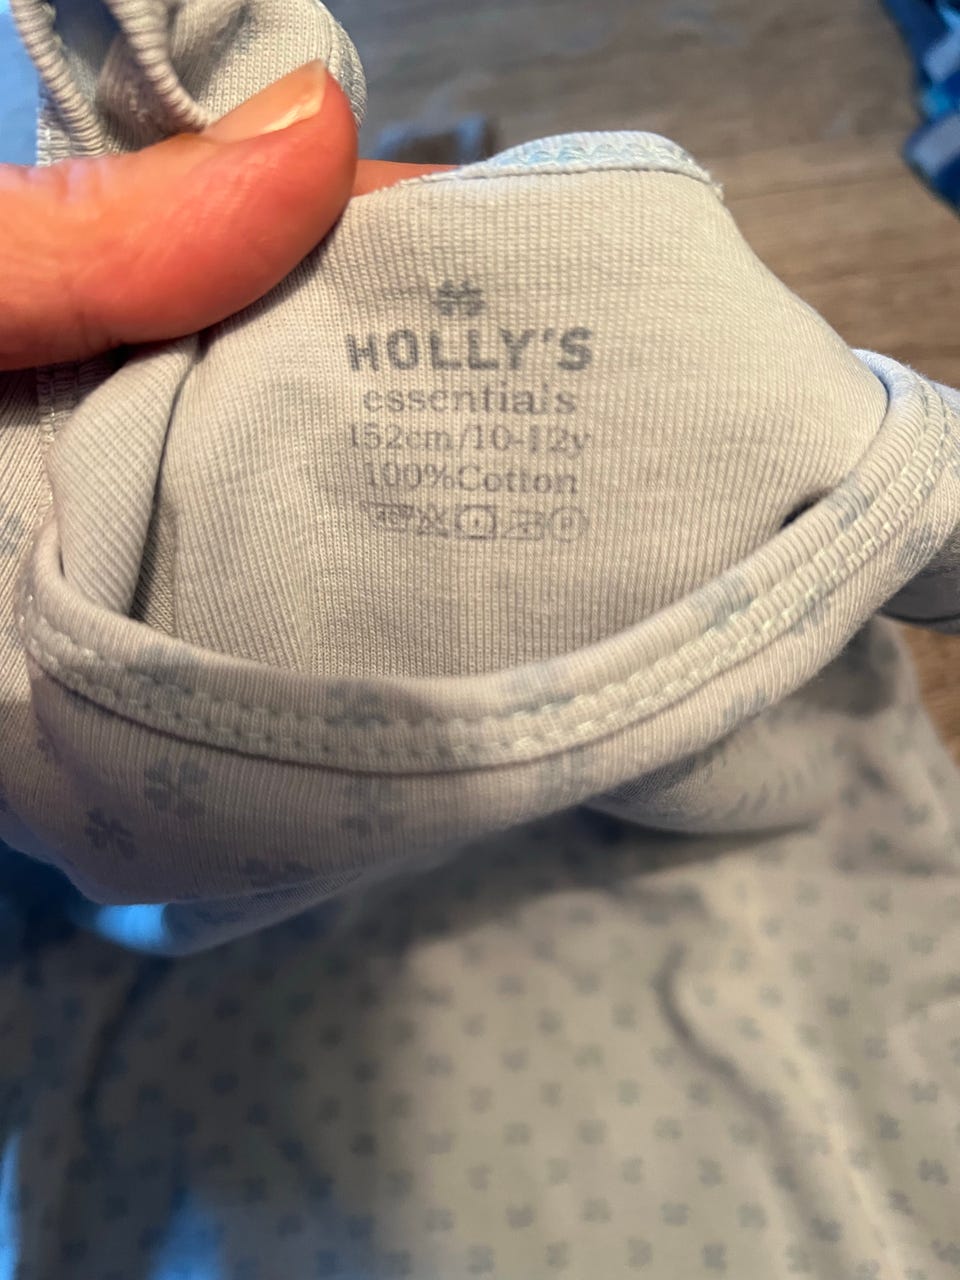 HOLLY'S
essentials
152cm/10-12y
100%Cotton